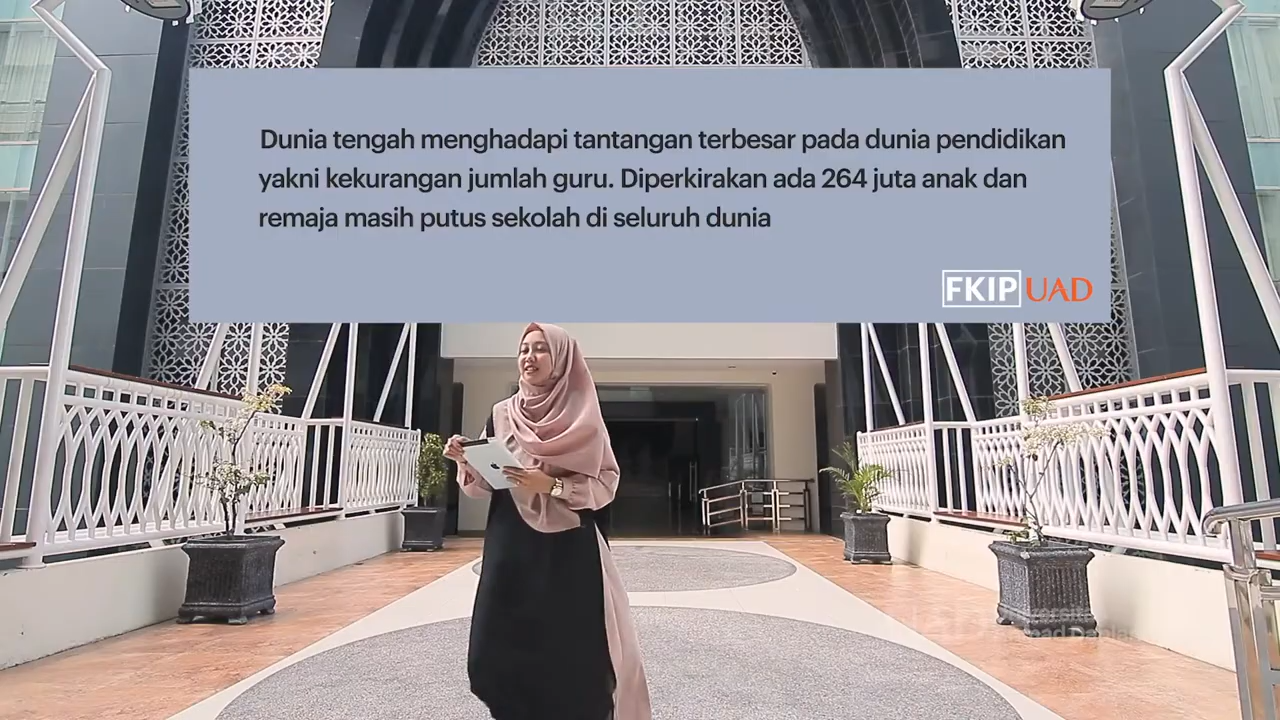 Dunia tengah menghadapi tantangan terbesar pada dunia pendidikan
yakni kekurangan jumlah guru. Diperkirakan ada 264 juta anak dan
remaja masih putus sekolah di seluruh dunia
FKIP UAD